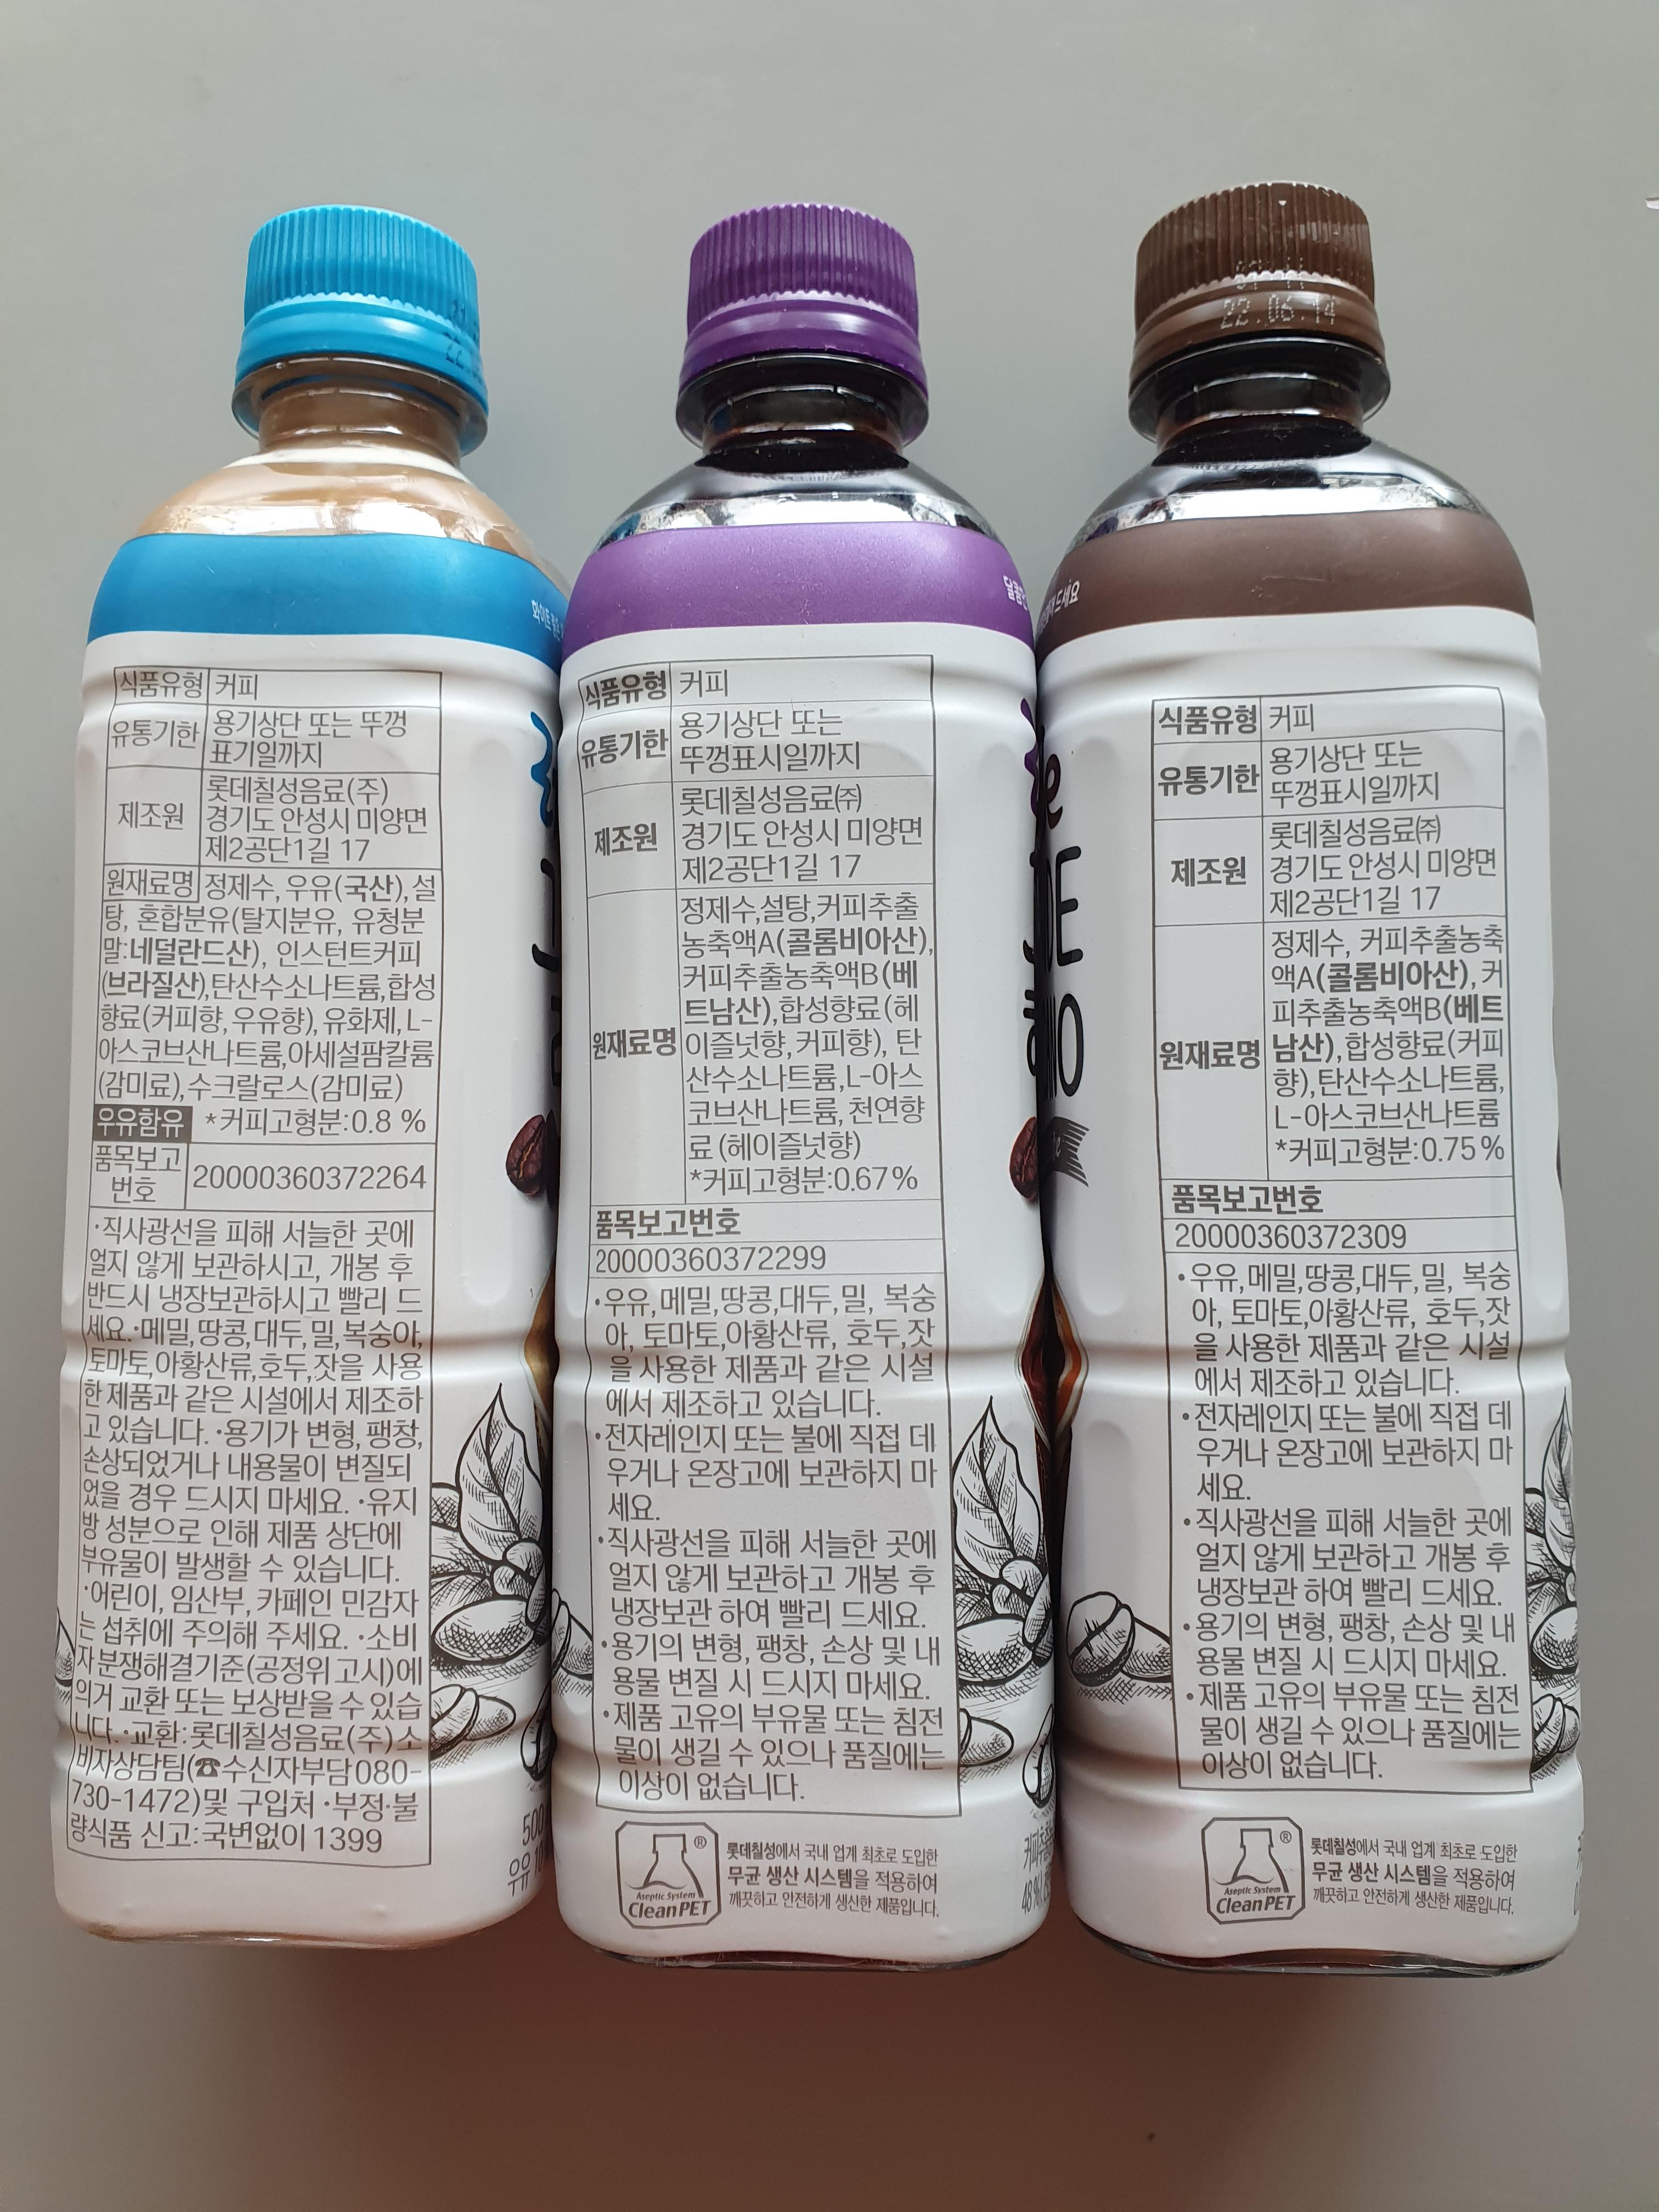 22.06.14
식품유형 커피
유통기한 용기상단 또는 뚜껑
표기일까지
제조원 롯데칠성음료(주)
경기도 안성시 미양면
제2공단1길 17
원재료명 정제수, 우유(국산), 설
탕, 혼합분유(탈지분유, 유청분
말:네덜란드산), 인스턴트커피
(브라질산),탄산수소나트륨,합성
향료(커피향, 우유향), 유화제, L-
아스코브산나트륨,아세설팜칼륨
(감미료),수크랄로스(감미료)
우유함유 *커피고형분:0.8 %
품목보고
번호 20000360372264
·직사광선을 피해 서늘한 곳에
얼지 않게 보관하시고, 개봉 후
반드시 냉장보관하시고 빨리 드
세요.·메밀,땅콩,대두,밀,복숭아,
토마토,아황산류,호두,잣을 사용
한 제품과 같은 시설에서 제조하
고 있습니다. ·용기가 변형, 팽창,
손상되었거나 내용물이 변질되
었을 경우 드시지 마세요. ·유지
방 성분으로 인해 제품 상단에
부유물이 발생할 수 있습니다.
·어린이, 임산부, 카페인 민감자
는 섭취에 주의해 주세요. ·소비
자분쟁해결기준(공정위 고시)에
의거 교환 또는 보상받을 수 있습
니다. ·교환:롯데칠성음료(주)소
비자상담팀(☎수신자부담 080-
730-1472)및 구입처 ·부정·불
량식품 신고:국번없이 1399
500
우유
식품유형 커피
유통기한 용기상단 또는
뚜껑표시일까지
제조원 롯데칠성음료㈜
경기도 안성시 미양면
제2공단1길 17
원재료명 정제수,설탕,커피추출
농축액A(콜롬비아산),
커피추출농축액B(베
트남산),합성향료(헤
이즐넛향,커피향), 탄
산수소나트륨,L-아스
코브산나트륨, 천연향
료 (헤이즐넛향)
*커피고형분:0.67%
품목보고번호
20000360372299
·우유,메밀,땅콩,대두,밀, 복숭
아, 토마토,아황산류, 호두,잣
을 사용한 제품과 같은 시설
에서 제조하고 있습니다.
·전자레인지 또는 불에 직접 데
우거나 온장고에 보관하지 마
세요.
·직사광선을 피해 서늘한 곳에
얼지 않게 보관하고 개봉 후
냉장보관 하여 빨리 드세요.
·용기의 변형, 팽창, 손상 및 내
용물 변질 시 드시지 마세요.
·제품 고유의 부유물 또는 침전
물이 생길 수 있으나 품질에는
이상이 없습니다.
Aseptic System
Clean PET
®
롯데칠성에서 국내 업계 최초로 도입한
무균 생산 시스템을 적용하여
깨끗하고 안전하게 생산한 제품입니다.
식품유형 커피
유통기한 용기상단 또는
뚜껑표시일까지
제조원 롯데칠성음료㈜
경기도 안성시 미양면
제2공단1길 17
원재료명 정제수, 커피추출농축
액A(콜롬비아산), 커
피추출농축액B(베트
남산),합성향료(커피
향),탄산수소나트륨,
L-아스코브산나트륨
*커피고형분:0.75%
품목보고번호
20000360372309
·우유,메밀,땅콩,대두,밀, 복숭
아, 토마토,아황산류, 호두,잣
을 사용한 제품과 같은 시설
에서 제조하고 있습니다.
·전자레인지 또는 불에 직접 데
우거나 온장고에 보관하지 마
세요.
·직사광선을 피해 서늘한 곳에
얼지 않게 보관하고 개봉 후
냉장보관 하여 빨리 드세요.
·용기의 변형, 팽창, 손상 및 내
용물 변질 시 드시지 마세요.
·제품 고유의 부유물 또는 침전
물이 생길 수 있으나 품질에는
이상이 없습니다.
Aseptic System
Clean PET
®
롯데칠성에서 국내 업계 최초로 도입한
무균 생산 시스템을 적용하여
깨끗하고 안전하게 생산한 제품입니다.